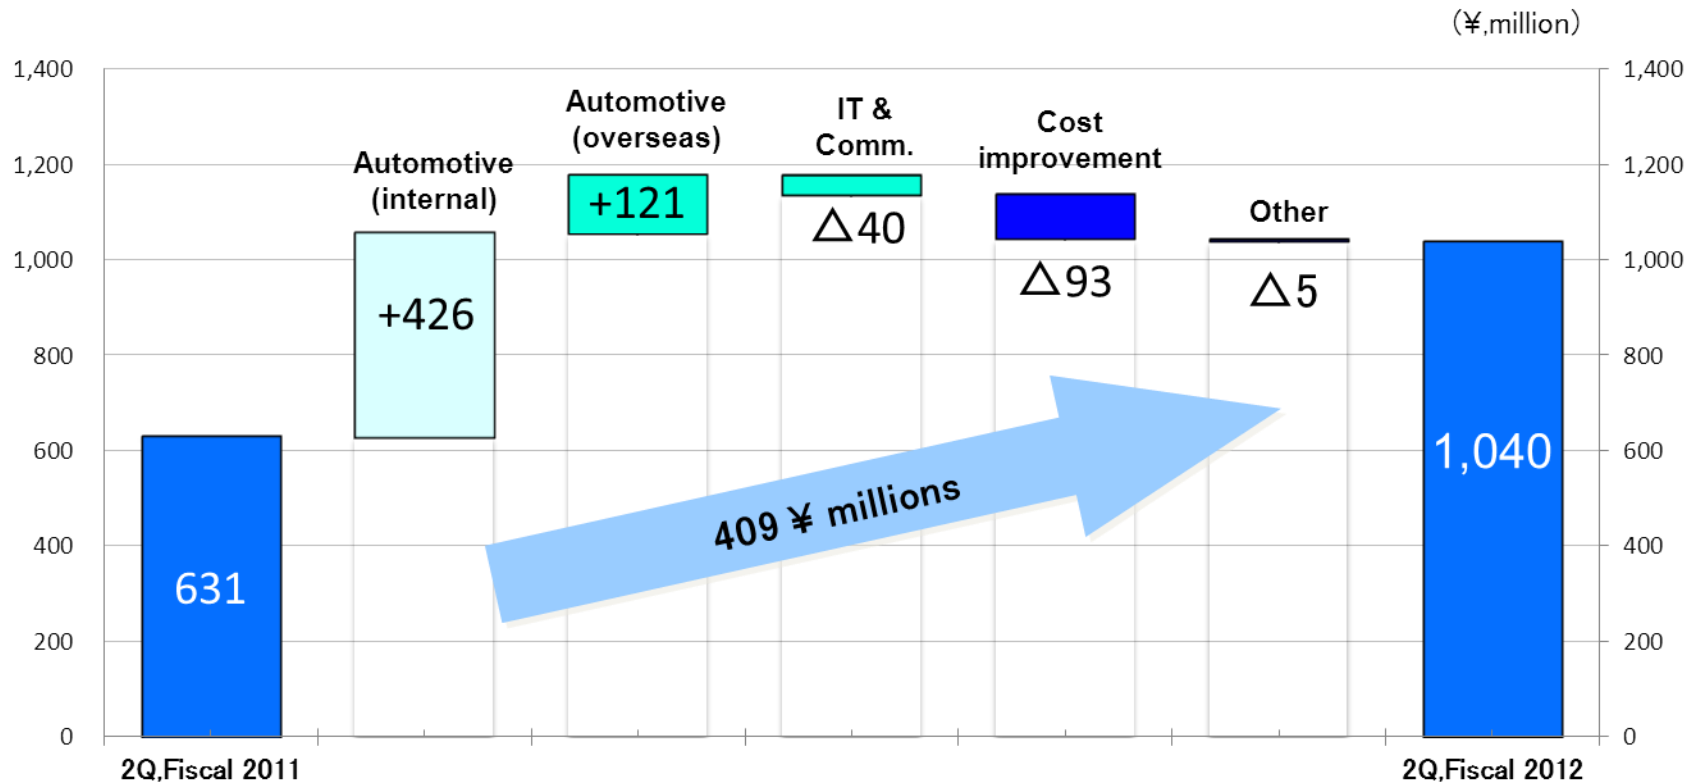 (¥,million)
1,400
1,200
1,000
800
600
400
200
0
1,400
1,200
1,000
800
600
400
200
0
631
Automotive
(internal)
+426
Automotive
(overseas)
+121
IT &
Comm.
△40
Cost
improvement
△93
Other
△5
1,040
409 ¥ millions
2Q,Fiscal 2011
2Q,Fiscal 2012